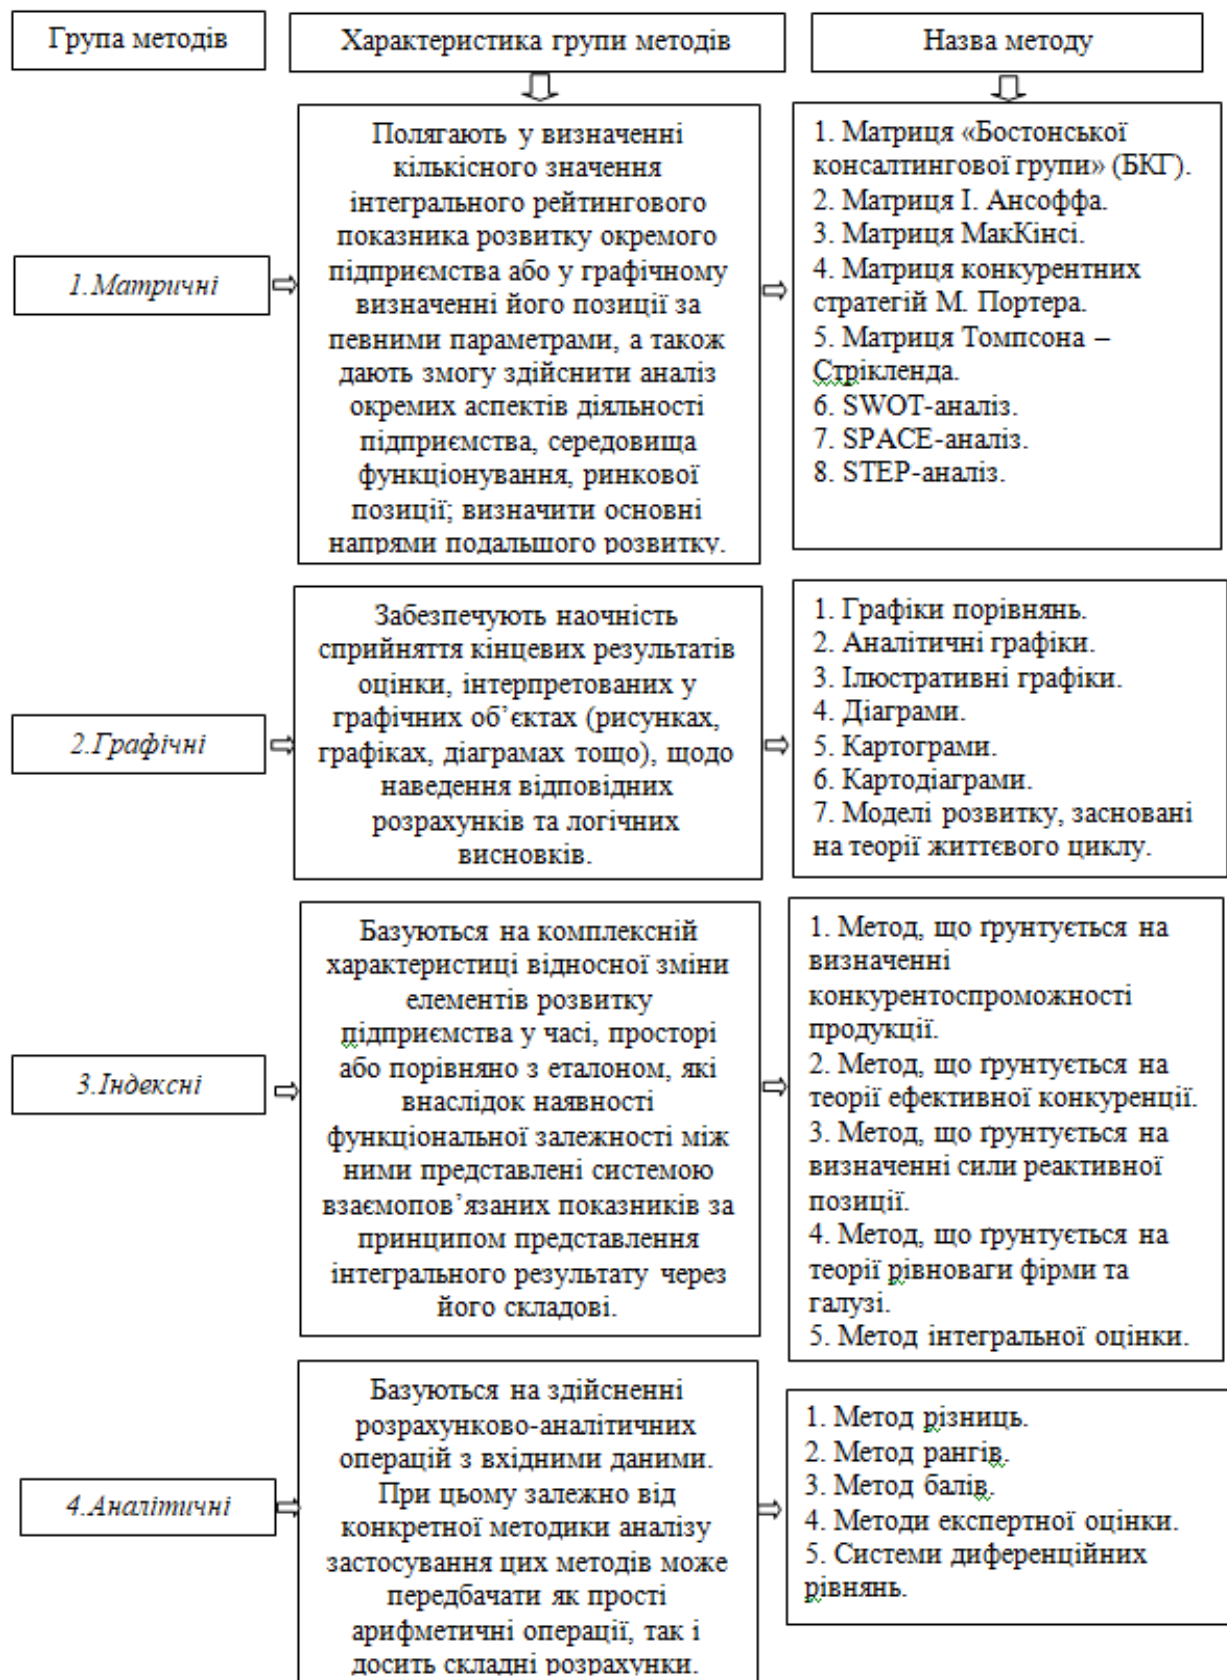 Група методів
Характеристика групи методів
Назва методу
1.Матричні
Полягають у визначенні
кількісного значення
інтегрального рейтингового
показника розвитку окремого
підприємства або у графічному
визначенні його позиції за
певними параметрами, а також
дають змогу здійснити аналіз
окремих аспектів діяльності
підприємства, середовища
функціонування, ринкової
позиції; визначити основні
напрями подальшого розвитку.
1. Матриця «Бостонської
консалтингової групи» (БКГ).
2. Матриця І. Ансоффа.
3. Матриця МакКінсі.
4. Матриця конкурентних
стратегій М. Портера.
5. Матриця Томпсона –
Стрікленда.
6. SWOT-аналіз.
7. SPACE-аналіз.
8. STEP-аналіз.
2.Графічні
Забезпечують наочність
сприйняття кінцевих результатів
оцінки, інтерпретованих у
графічних об’єктах (рисунках,
графіках, діаграмах тощо), щодо
наведення відповідних
розрахунків та логічних
висновків.
1. Графіки порівнянь.
2. Аналітичні графіки.
3. Ілюстративні графіки.
4. Діаграми.
5. Картограми.
6. Картодіаграми.
7. Моделі розвитку, засновані
на теорії життєвого циклу.
3.Індексні
Базуються на комплексній
характеристиці відносної зміни
елементів розвитку
підприємства у часі, просторі
або порівняно з еталоном, які
внаслідок наявності
функціональної залежності між
ними представлені системою
взаємопов’язаних показників за
принципом представлення
інтегрального результату через
його складові.
1. Метод, що ґрунтується на
визначенні
конкурентоспроможності
продукції.
2. Метод, що ґрунтується на
теорії ефективної конкуренції.
3. Метод, що ґрунтується на
визначенні сили реактивної
позиції.
4. Метод, що ґрунтується на
теорії рівноваги фірми та
галузі.
5. Метод інтегральної оцінки.
4.Аналітичні
Базуються на здійсненні
розрахунково-аналітичних
операцій з вхідними даними.
При цьому залежно від
конкретної методики аналізу
застосування цих методів може
передбачати як прості
арифметичні операції, так і
досить складні розрахунки.
1. Метод різниць.
2. Метод рангів.
3. Метод балів.
4. Методи експертної оцінки.
5. Системи диференційних
рівнянь.